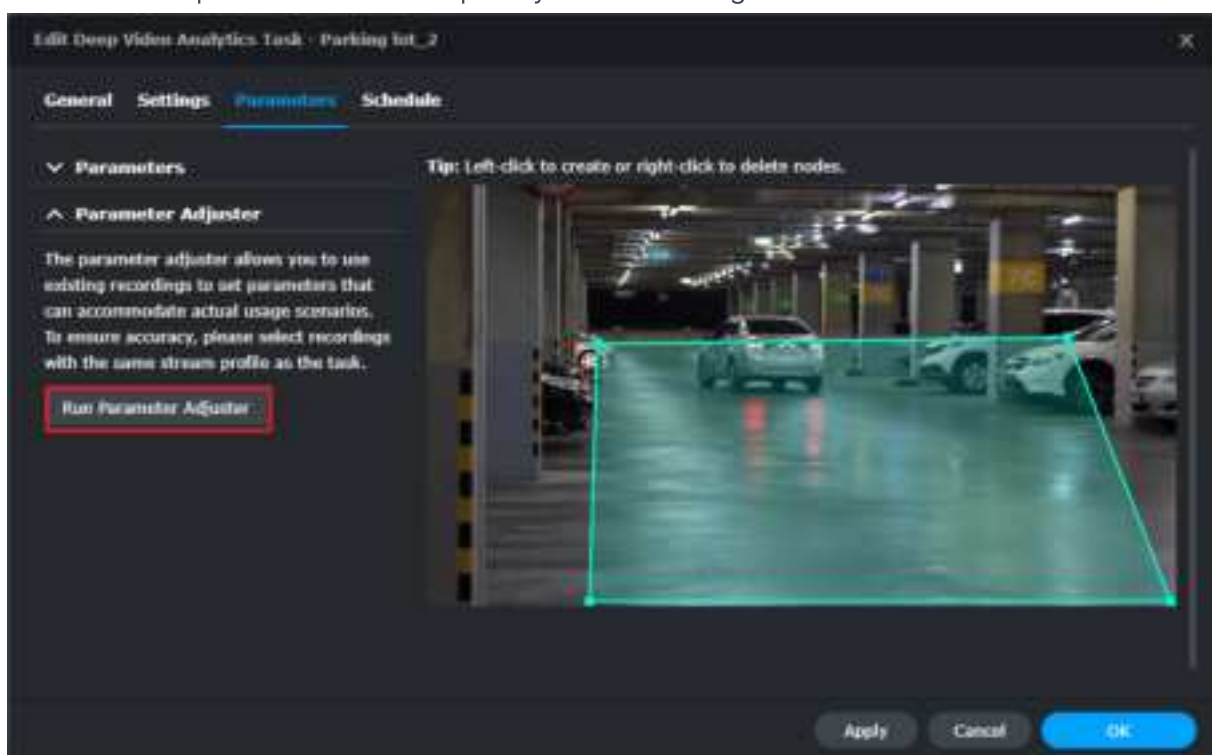 Edit Deep Video Analytics Task - Parking lot_2
General Settings Parameters Schedule
Parameters
Tip: Left-click to create or right-click to delete nodes.
Parameter Adjuster
The parameter adjuster allows you to use
existing recordings to set parameters that
can accommodate actual usage scenarios.
To ensure accuracy, please select recordings
with the same stream profile as the task.
Run Parameter Adjuster
Apply Cancel OK